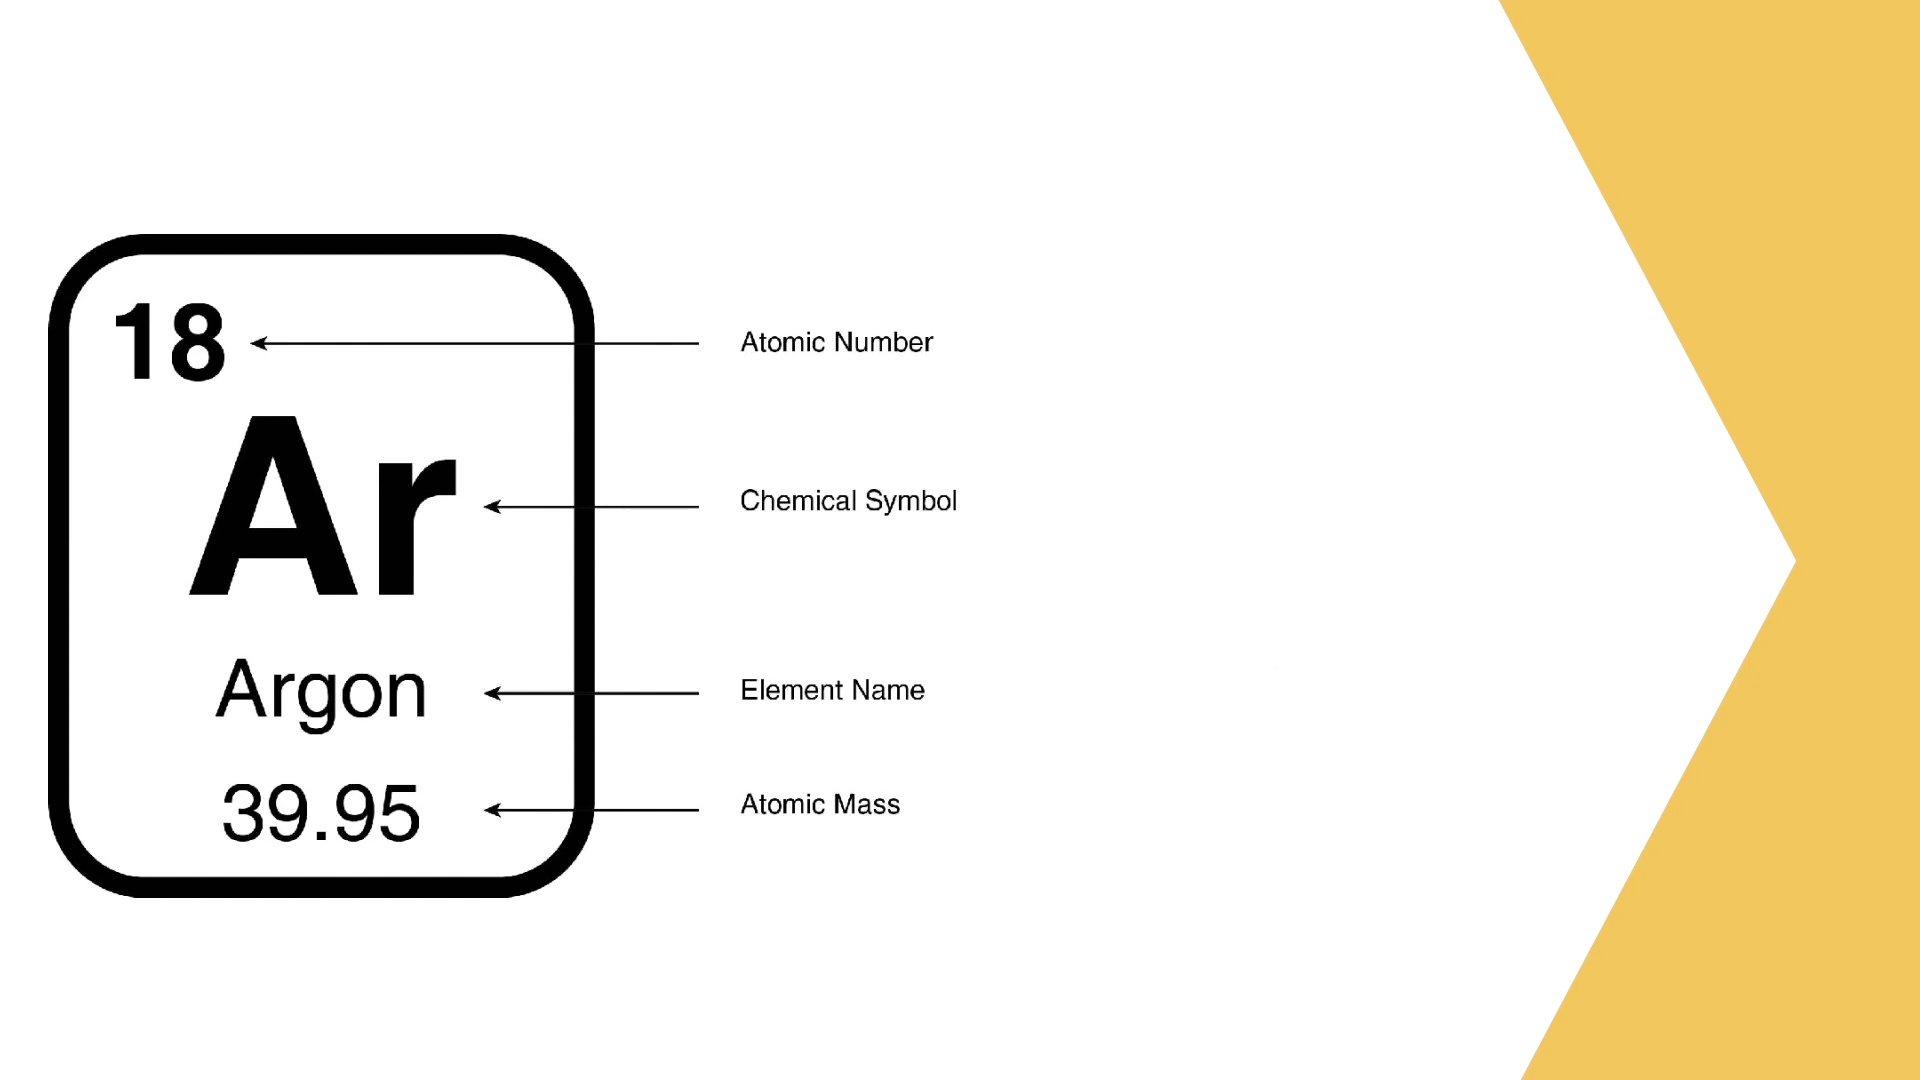 18
Atomic Number
Ar
Chemical Symbol
Argon
Element Name
39.95
Atomic Mass